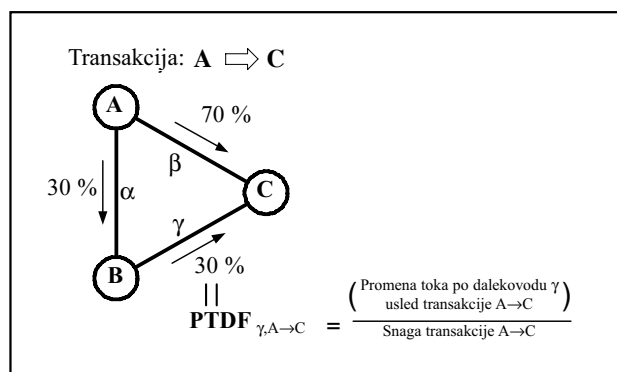 Transakcija: A ⇨ C
A
70 %
β
C
30 %
α
γ
B
30 %
=
PTDF γ,A→C = (Promena toka po dalekovodu γ
usled transakcije A→C)
Snaga transakcije A→C